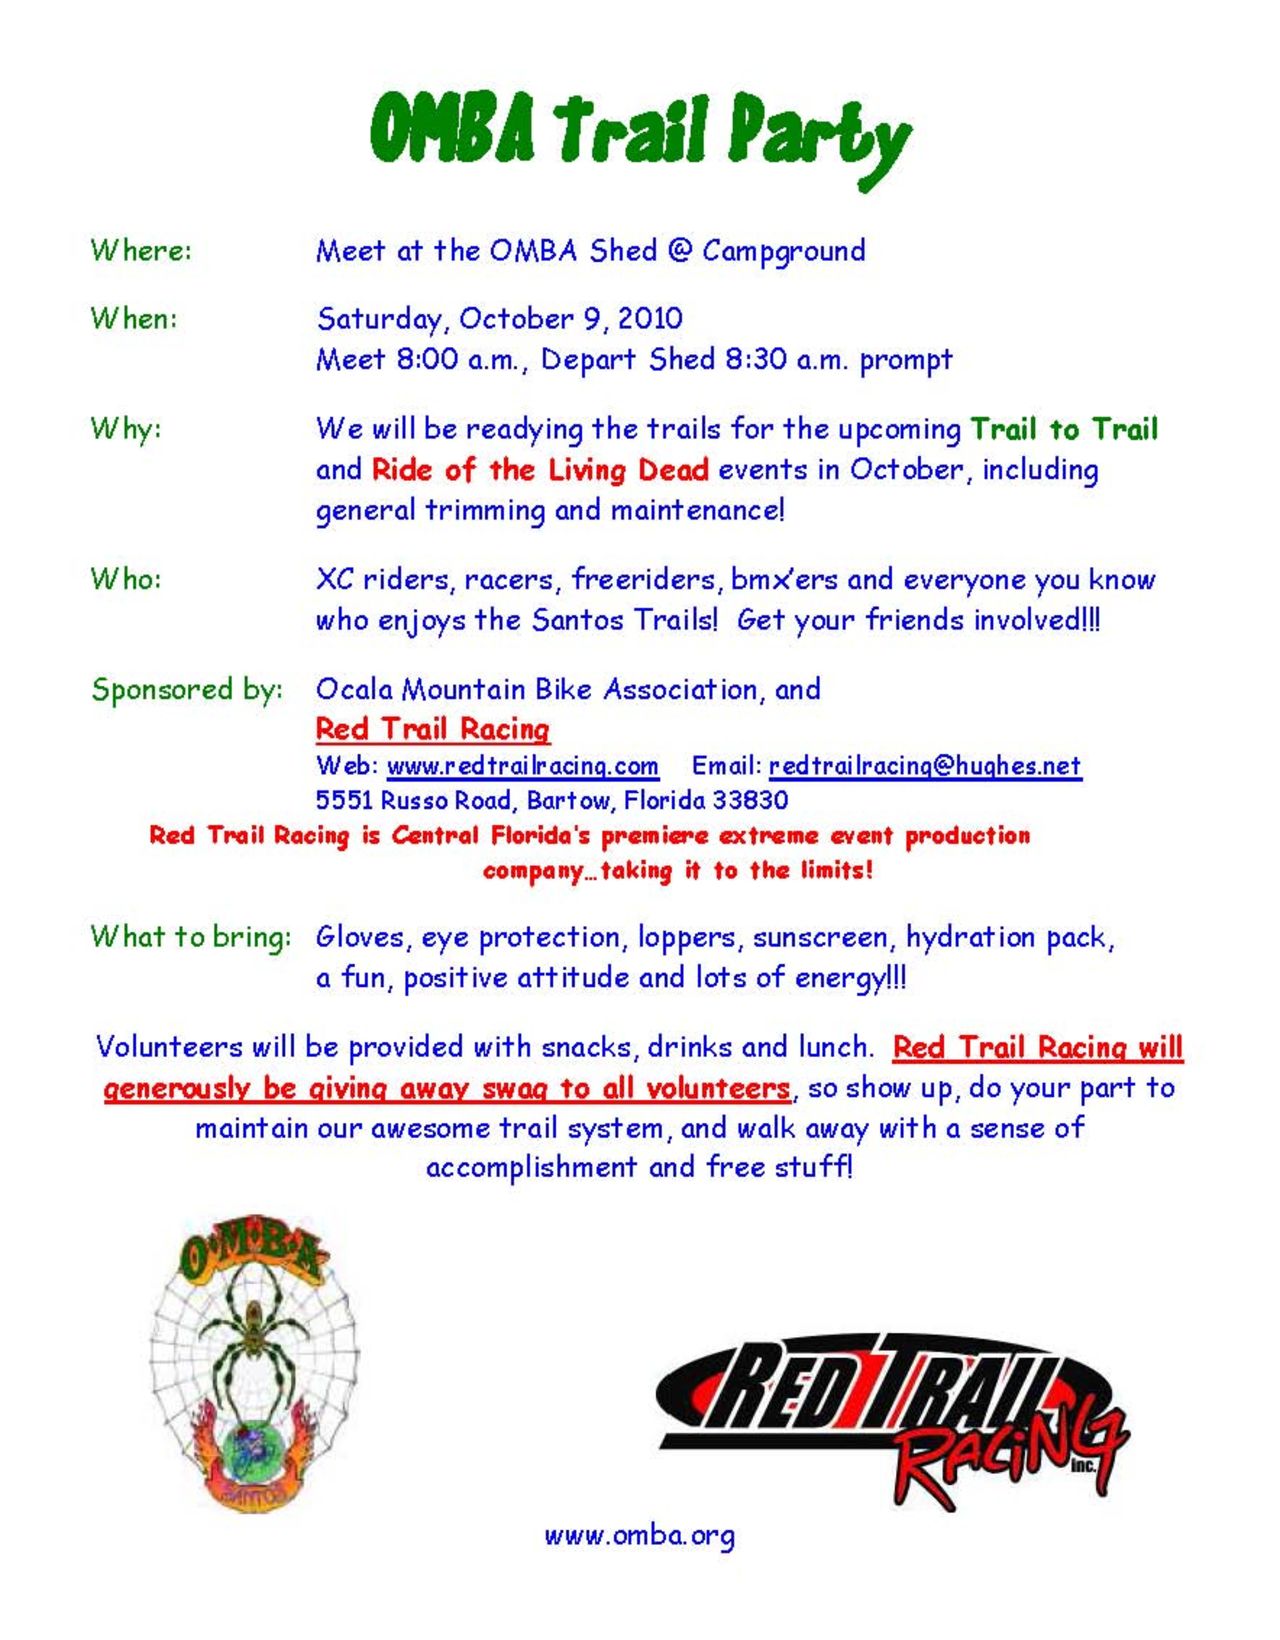 OMBA Trail Party
Where: Meet at the OMBA Shed @ Campground
When: Saturday, October 9, 2010
Meet 8:00 a.m., Depart Shed 8:30 a.m. prompt
Why: We will be readying the trails for the upcoming Trail to Trail
and Ride of the Living Dead events in October, including
general trimming and maintenance!
Who: XC riders, racers, freeriders, bmx'ers and everyone you know
who enjoys the Santos Trails! Get your friends involved!!!
Sponsored by: Ocala Mountain Bike Association, and
Red Trail Racing
Web: www.redtrailracing.com Email: redtrailracing@hughes.net
5551 Russo Road, Bartow, Florida 33830
Red Trail Racing is Central Florida's premiere extreme event production
company…taking it to the limits!
What to bring: Gloves, eye protection, loppers, sunscreen, hydration pack,
a fun, positive attitude and lots of energy!!!
Volunteers will be provided with snacks, drinks and lunch. Red Trail Racing will
generously be giving away swag to all volunteers, so show up, do your part to
maintain our awesome trail system, and walk away with a sense of
accomplishment and free stuff!
O·M·B·A
SANTOS
RED TRAIL
RACING
inc.
www.omba.org